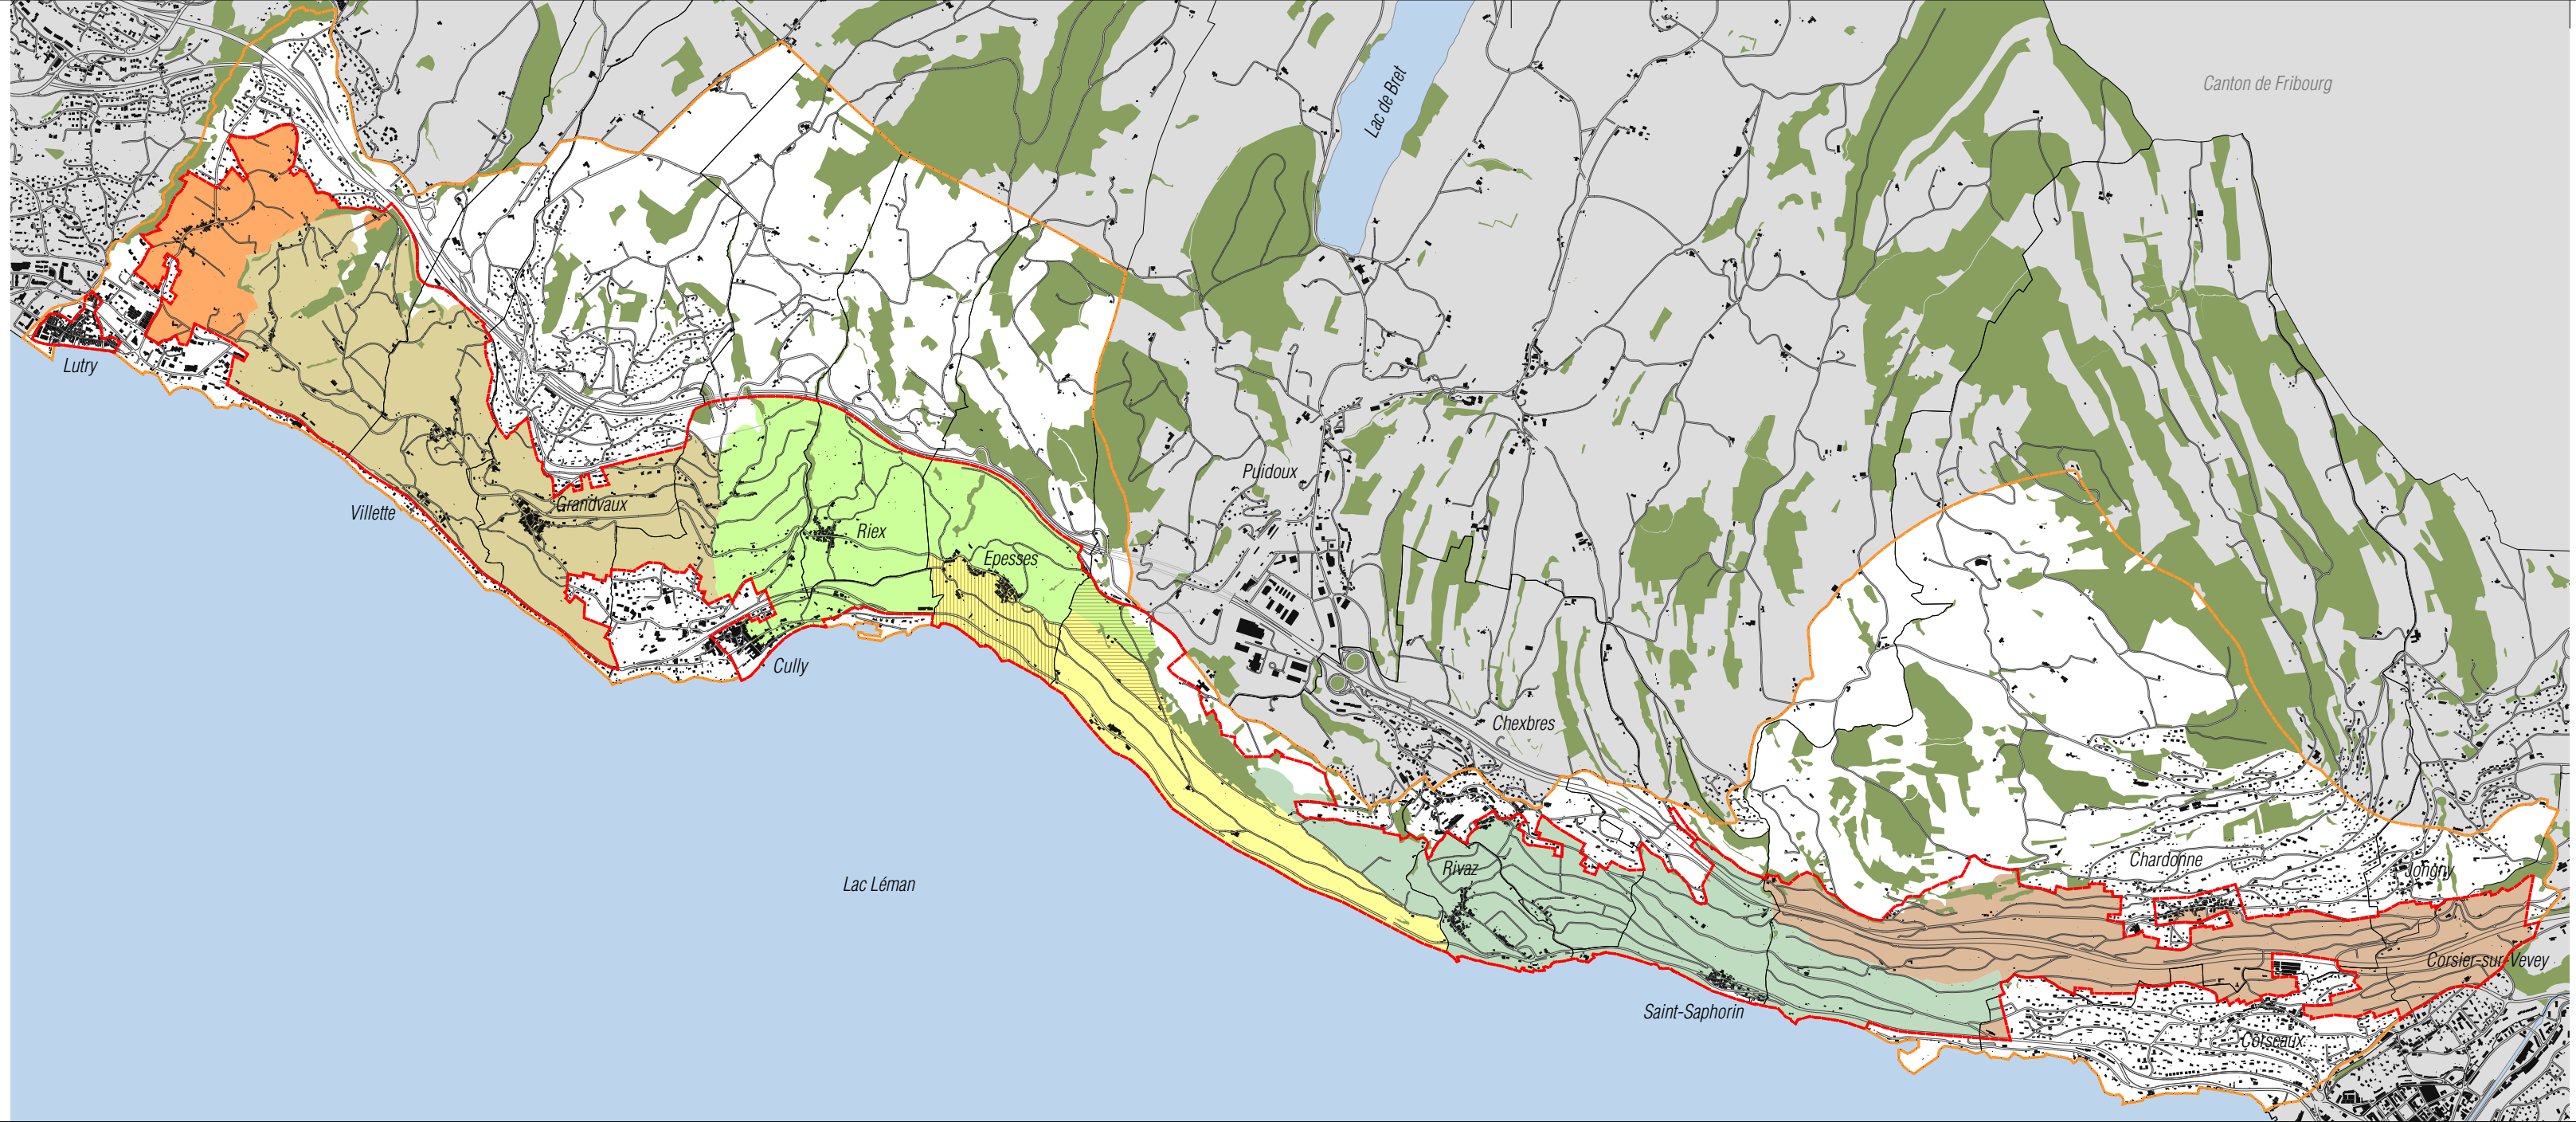 Canton de Fribourg
Lac de Bret
Lutry
Puidoux
Grandvaux
Villette
Riex
Epesses
Cully
Chexbres
Chardonne
Rivaz
Jongny
Lac Léman
Corsier-sur-Vevey
Saint-Saphorin
Corseaux